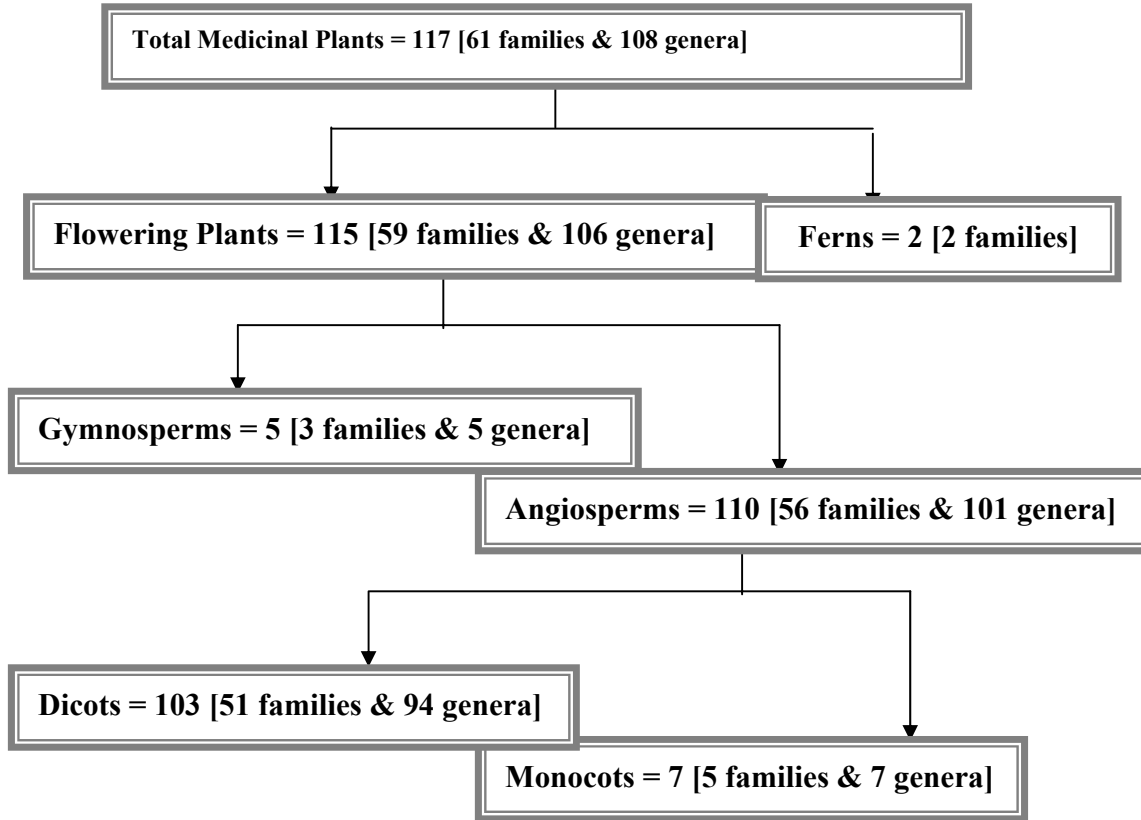 Total Medicinal Plants = 117 [61 families & 108 genera]
Flowering Plants = 115 [59 families & 106 genera]
Ferns = 2 [2 families]
Gymnosperms = 5 [3 families & 5 genera]
Angiosperms = 110 [56 families & 101 genera]
Dicots = 103 [51 families & 94 genera]
Monocots = 7 [5 families & 7 genera]